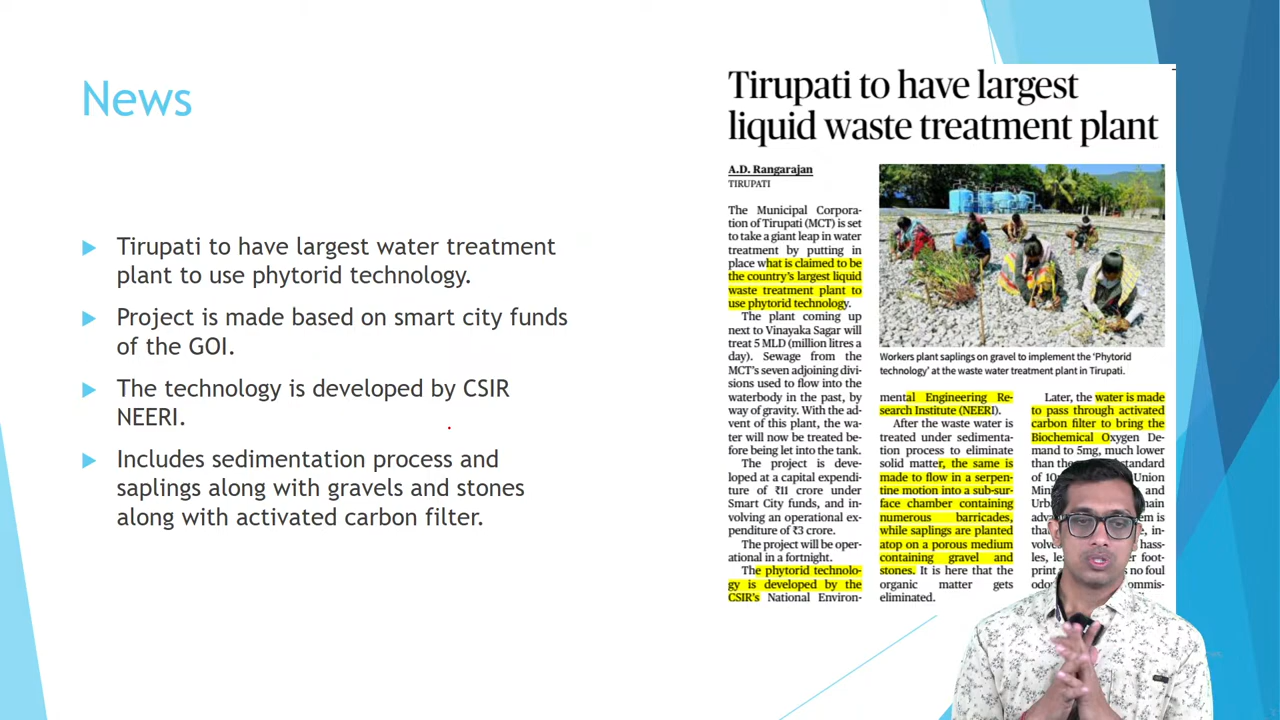 News
Tirupati to have largest water treatment
plant to use phytorid technology.
Project is made based on smart city funds
of the GOI.
The technology is developed by CSIR
NEERI.
Includes sedimentation process and
saplings along with gravels and stones
along with activated carbon filter.
Tirupati to have largest
liquid waste treatment plant
A.D. Rangarajan
TIRUPATI
The Municipal Corpora-
tion of Tirupati (MCT) is set
to take a giant leap in water
treatment by putting in
place what is claimed to be
the country's largest liquid
waste treatment plant to
use phytorid technology.
The plant coming up
next to Vinayaka Sagar will
treat 5 MLD (million litres a
day). Sewage from the
MCT's seven adjoining divi-
sions used to flow into the
waterbody in the past, by
way of gravity. With the ad-
vent of this plant, the wa-
ter will now be treated be-
fore being let into the tank.
The project is deve-
loped at a capital expendi-
ture of ₹11 crore under
Smart City funds, and in-
volving an operational ex-
penditure of ₹3 crore.
The project will be oper-
ational in a fortnight.
The phytorid technolo-
gy is developed by the
CSIR's National Environ-
Workers plant saplings on gravel to implement the 'Phytorid
technology' at the waste water treatment plant in Tirupati.
mental Engineering Re-
search Institute (NEERI).
After the waste water is
treated under sedimenta-
tion process to eliminate
solid matter, the same is
made to flow in a serpen-
tine motion into a sub-sur-
face chamber containing
numerous barricades,
while saplings are planted
atop on a porous medium
containing gravel and
stones. It is here that the
organic matter gets
eliminated.
Later, the water is made
to pass through activated
carbon filter to bring the
Biochemical Oxygen De-
mand to 5mg, much lower
than the standard
of Union
and
is
that in-
hass-
foot-
print no foul